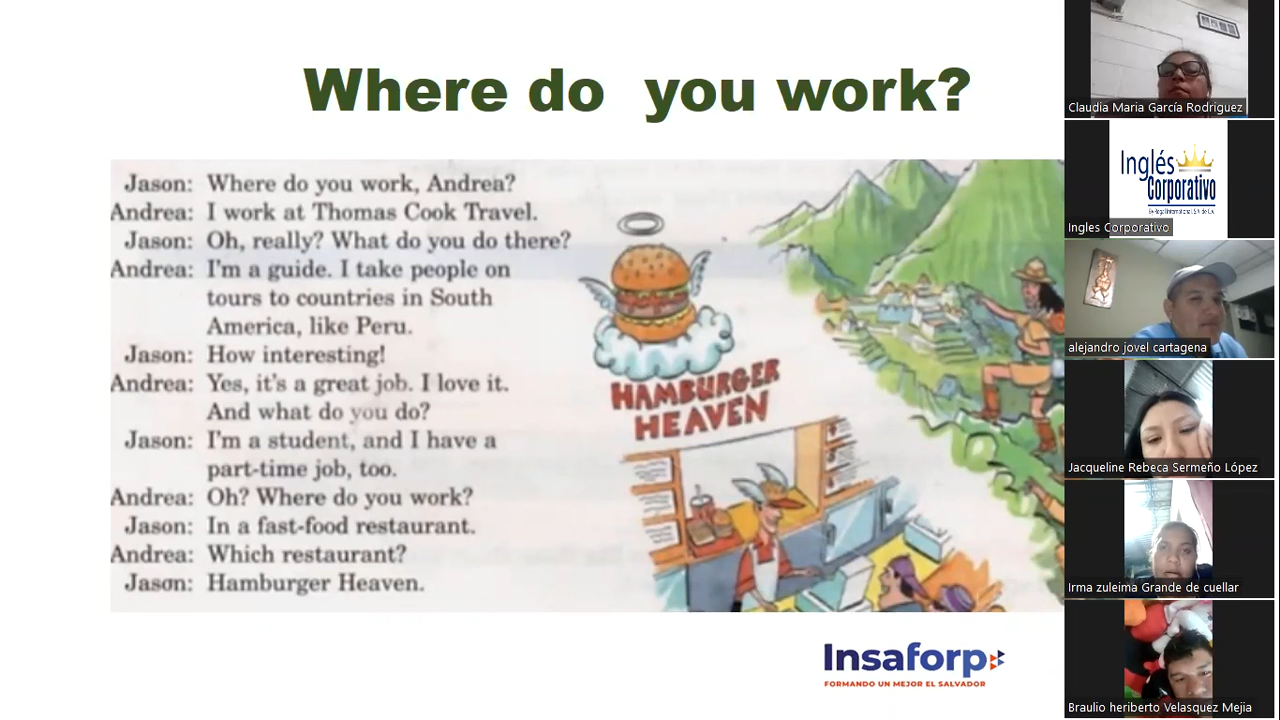 Where do you work?
Jason: Where do you work, Andrea?
Andrea: I work at Thomas Cook Travel.
Jason: Oh, really? What do you do there?
Andrea: I'm a guide. I take people on
tours to countries in South
America, like Peru.
Jason: How interesting!
Andrea: Yes, it's a great job. I love it.
And what do you do?
Jason: I'm a student, and I have a
part-time job, too.
Andrea: Oh? Where do you work?
Jason: In a fast-food restaurant.
Andrea: Which restaurant?
Jason: Hamburger Heaven.
HAMBURGER
HEAVEN
Insaforp
FORMANDO UN MEJOR EL SALVADOR
Claudia Maria García Rodriguez
Inglés
Corporativo
Ingles Corporativo
alejandro jovel cartagena
Jacqueline Rebeca Sermeño López
Irma zuleima Grande de cuellar
Braulio heriberto Velasquez Mejia